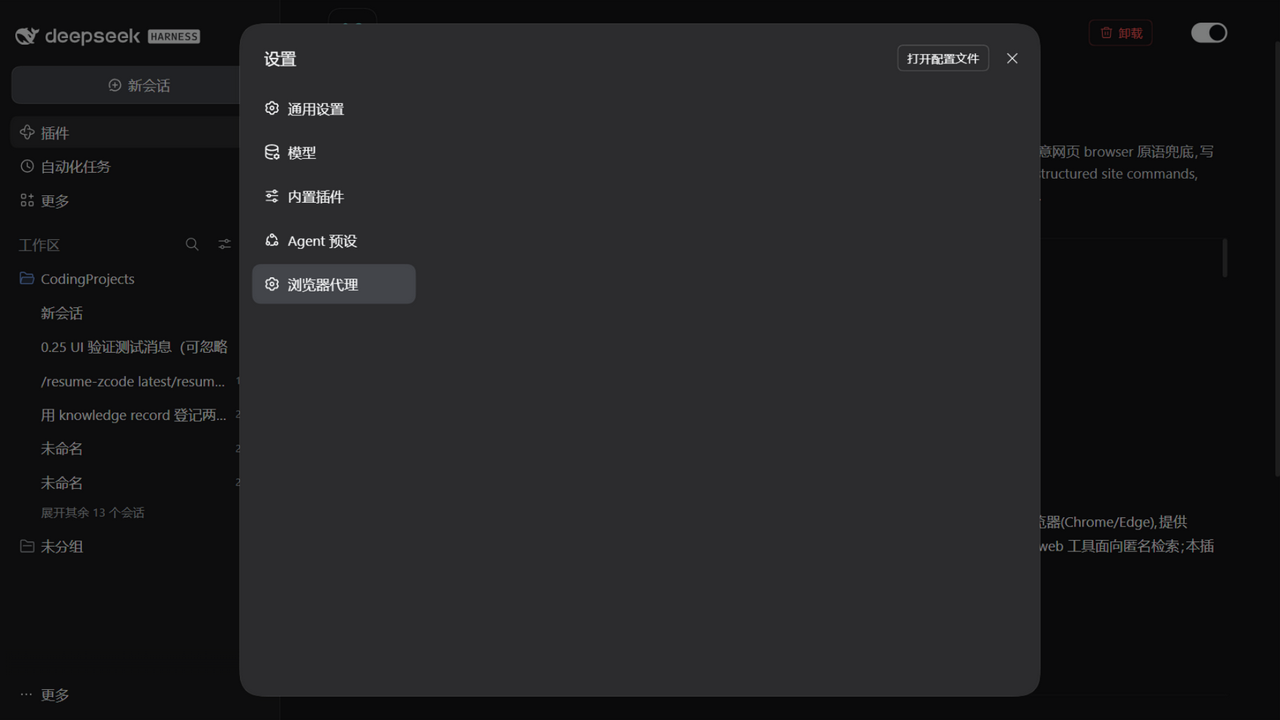 deepseek HARNESS
新会话
插件
自动化任务
更多
工作区
CodingProjects
新会话
0.25 UI 验证测试消息（可忽略
/resume-zcode latest/resum...
用 knowledge record 登记两...
未命名
未命名
展开其余 13 个会话
未分组
更多
设置
打开配置文件
通用设置
模型
内置插件
Agent 预设
浏览器代理
卸载
意网页 browser 原语兜底,写
structured site commands,
览器(Chrome/Edge),提供
web 工具面向匿名检索;本插